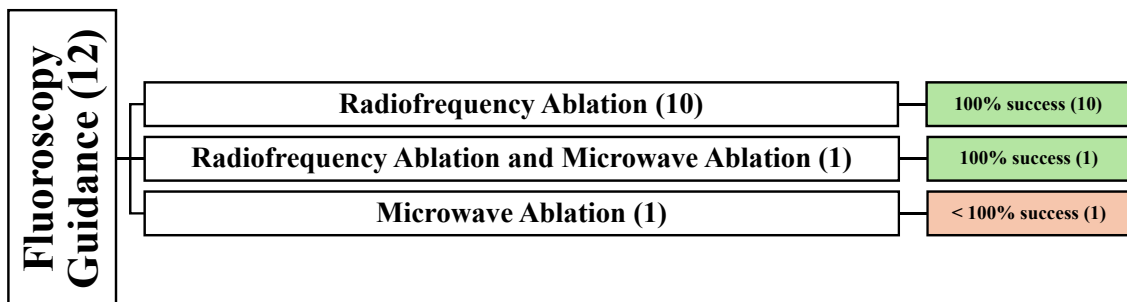 Fluoroscopy
Guidance (12)
Radiofrequency Ablation (10)
100% success (10)
Radiofrequency Ablation and Microwave Ablation (1)
100% success (1)
Microwave Ablation (1)
< 100% success (1)